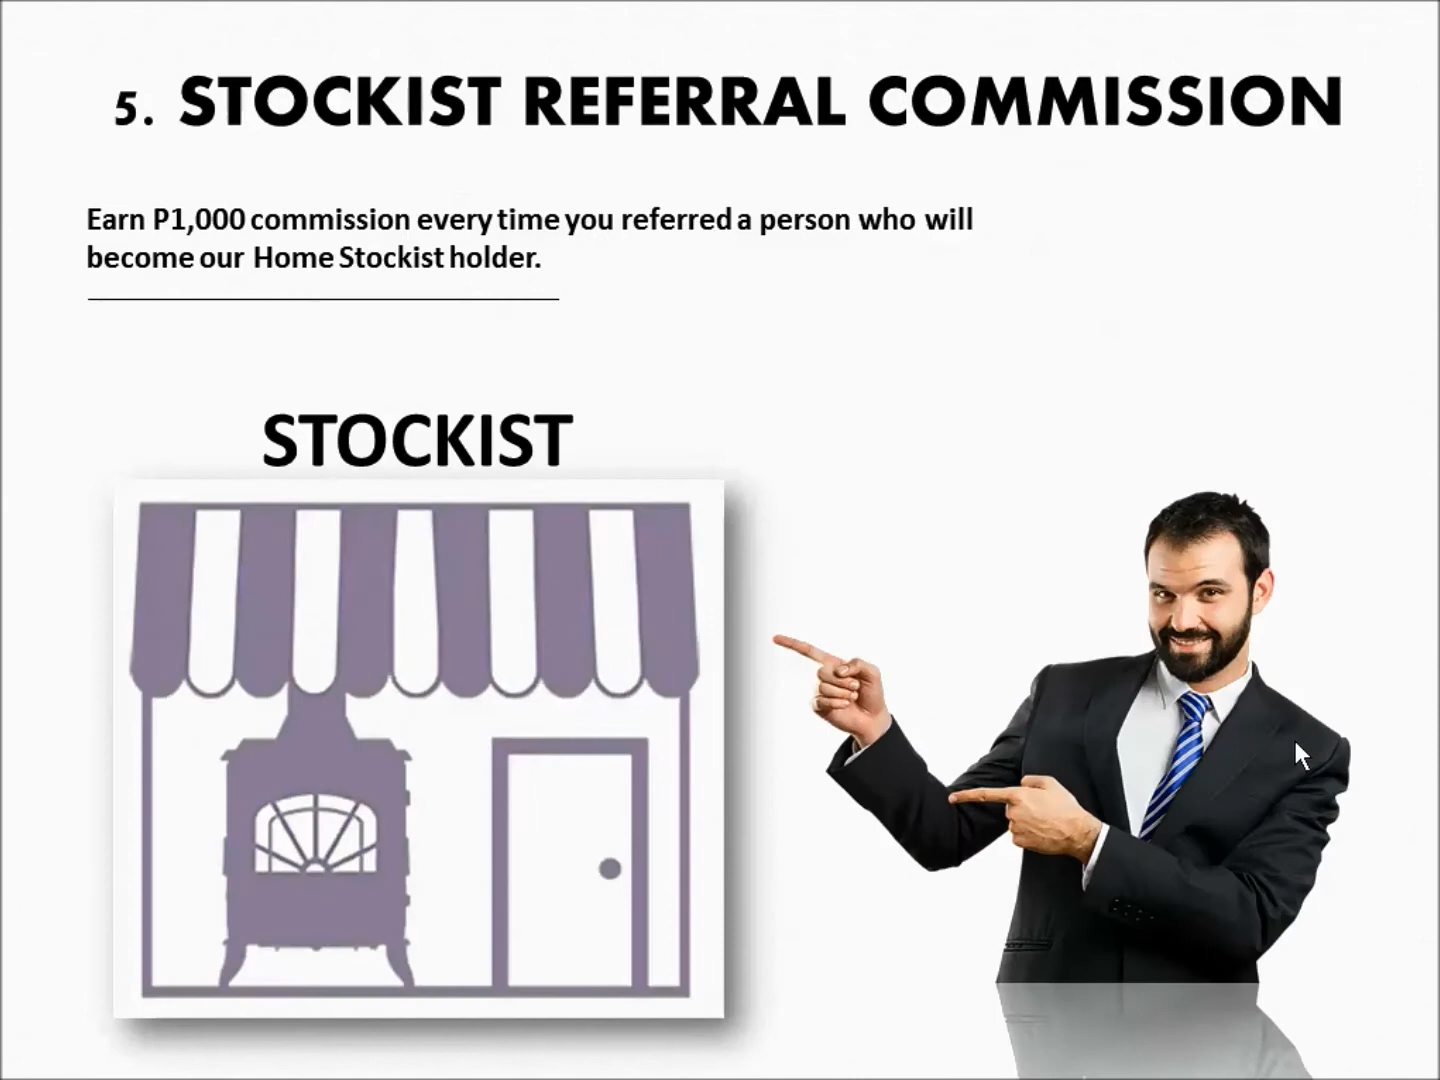 5. STOCKIST REFERRAL COMMISSION
Earn P1,000 commission every time you referred a person who will
become our Home Stockist holder.
STOCKIST